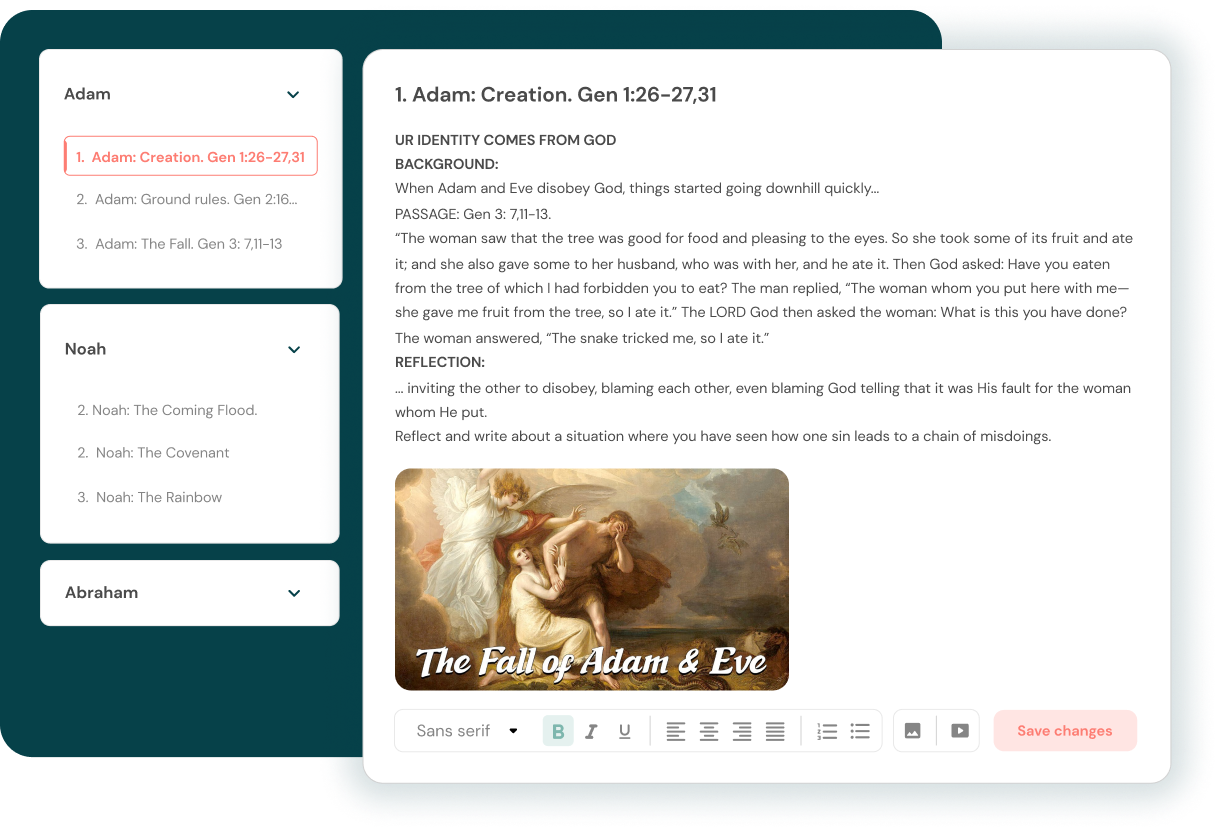 Adam
1. Adam: Creation. Gen 1:26-27,31
2. Adam: Ground rules. Gen 2:16...
3. Adam: The Fall. Gen 3: 7,11-13
Noah
2. Noah: The Coming Flood.
2. Noah: The Covenant
3. Noah: The Rainbow
Abraham
1. Adam: Creation. Gen 1:26-27,31
UR IDENTITY COMES FROM GOD
BACKGROUND:
When Adam and Eve disobey God, things started going downhill quickly...
PASSAGE: Gen 3: 7,11-13.
“The woman saw that the tree was good for food and pleasing to the eyes. So she took some of its fruit and ate
it; and she also gave some to her husband, who was with her, and he ate it. Then God asked: Have you eaten
from the tree of which I had forbidden you to eat? The man replied, “The woman whom you put here with me—
she gave me fruit from the tree, so I ate it.” The LORD God then asked the woman: What is this you have done?
The woman answered, “The snake tricked me, so I ate it.”
REFLECTION:
... inviting the other to disobey, blaming each other, even blaming God telling that it was His fault for the woman
whom He put.
Reflect and write about a situation where you have seen how one sin leads to a chain of misdoings.
The Fall of Adam & Eve
Sans serif B I U Save changes